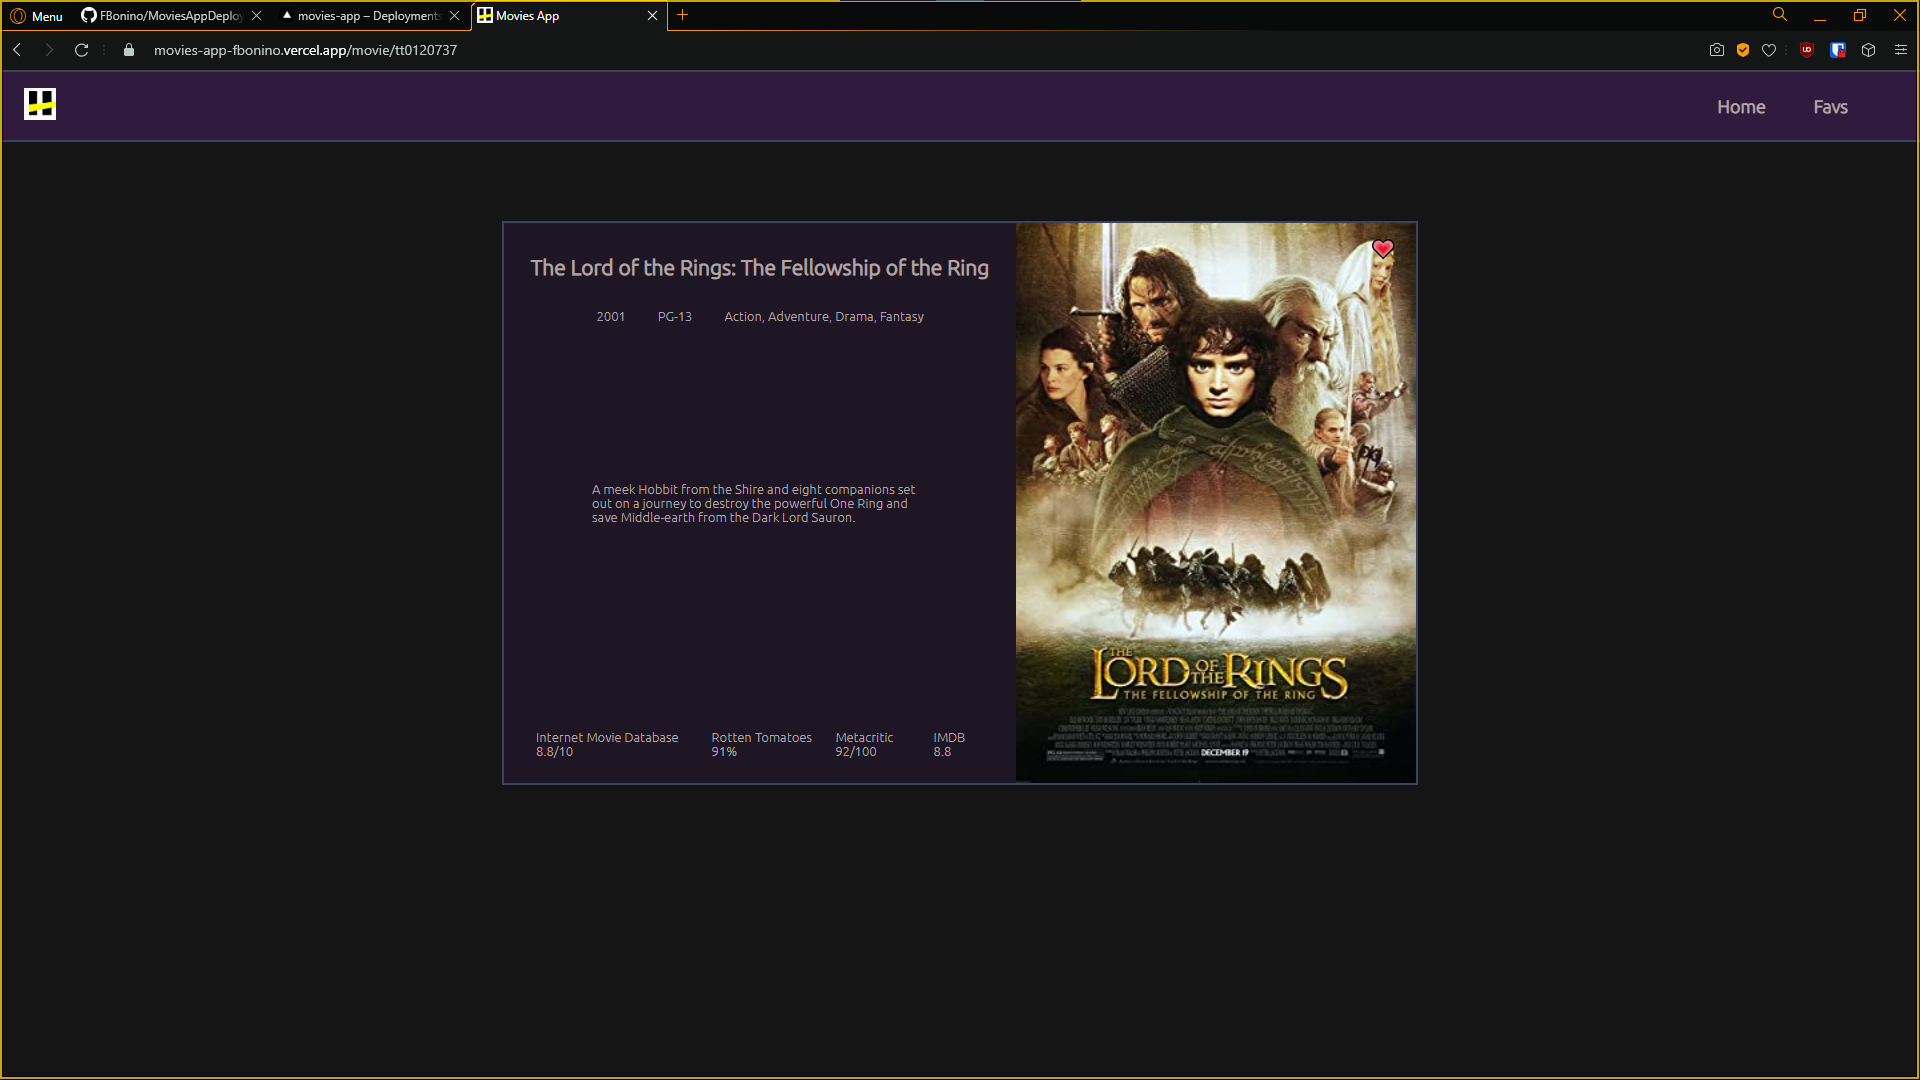 Menu
FBonino/MoviesAppDeploy
movies-app – Deployments
Movies App
movies-app-fbonino.vercel.app/movie/tt0120737
Home
Favs
The Lord of the Rings: The Fellowship of the Ring
2001 PG-13 Action, Adventure, Drama, Fantasy
A meek Hobbit from the Shire and eight companions set
out on a journey to destroy the powerful One Ring and
save Middle-earth from the Dark Lord Sauron.
Internet Movie Database Rotten Tomatoes Metacritic IMDB
8.8/10 91% 92/100 8.8
THE
LORD OF THE RINGS
THE FELLOWSHIP OF THE RING
DECEMBER 19